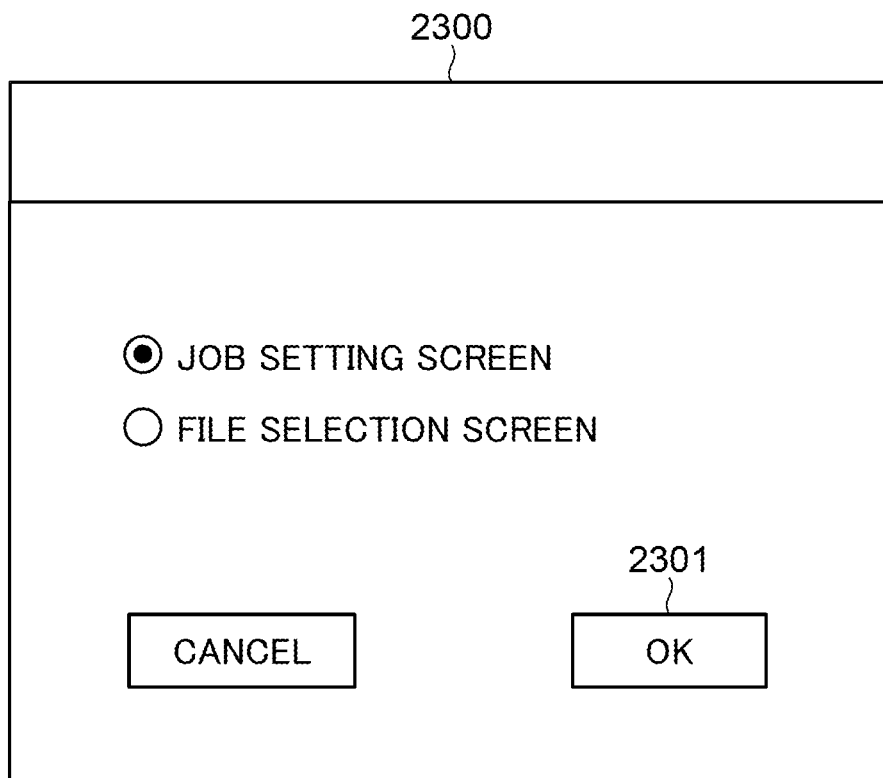 2300
JOB SETTING SCREEN
FILE SELECTION SCREEN
2301
CANCEL OK